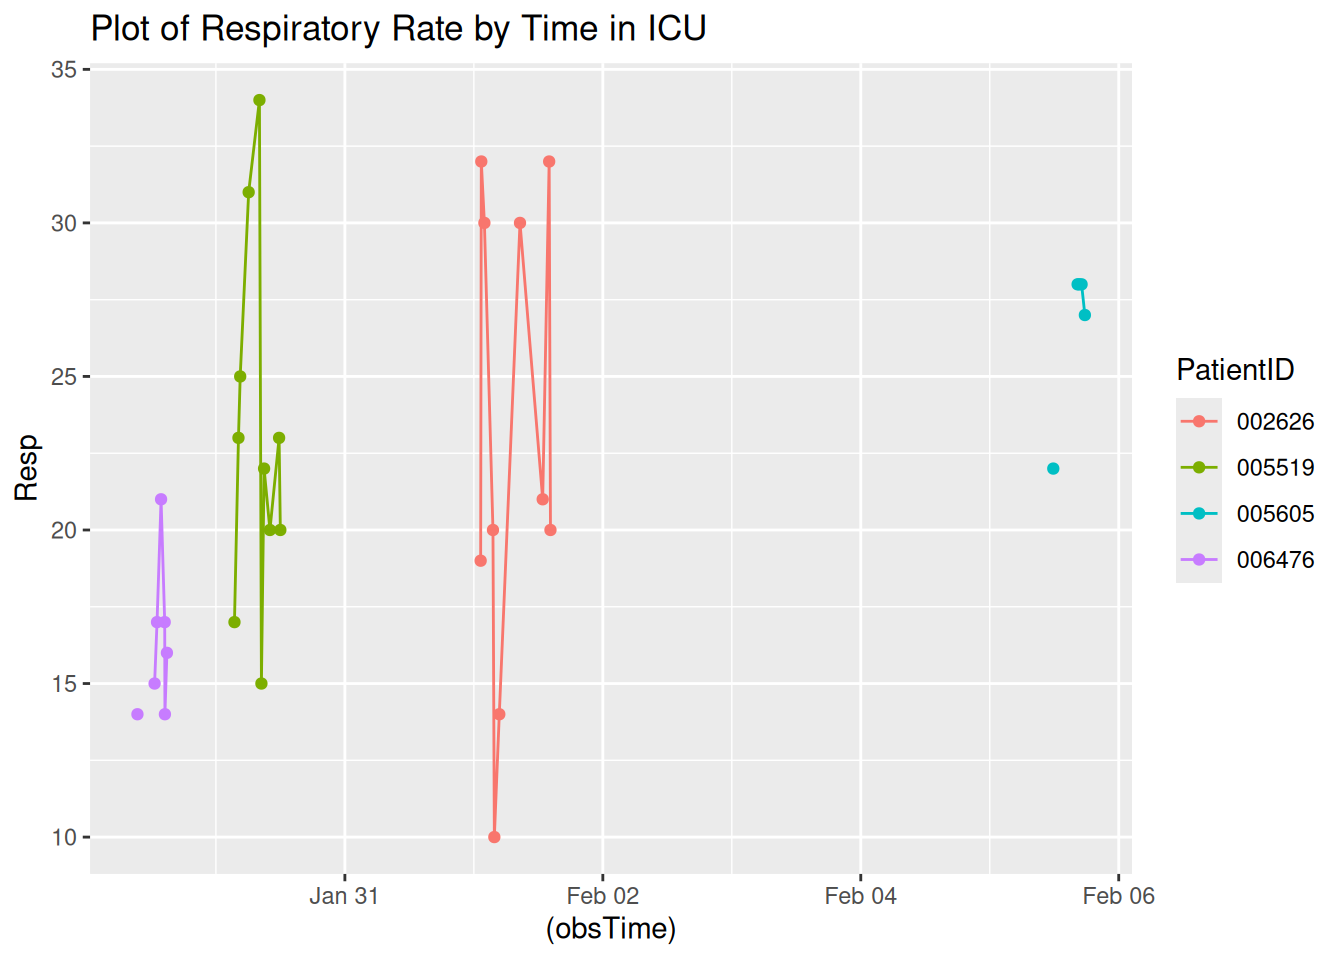 Plot of Respiratory Rate by Time in ICU
35
30
25
20
15
10
Resp
Jan 31
Feb 02
Feb 04
Feb 06
(obsTime)
PatientID
002626
005519
005605
006476